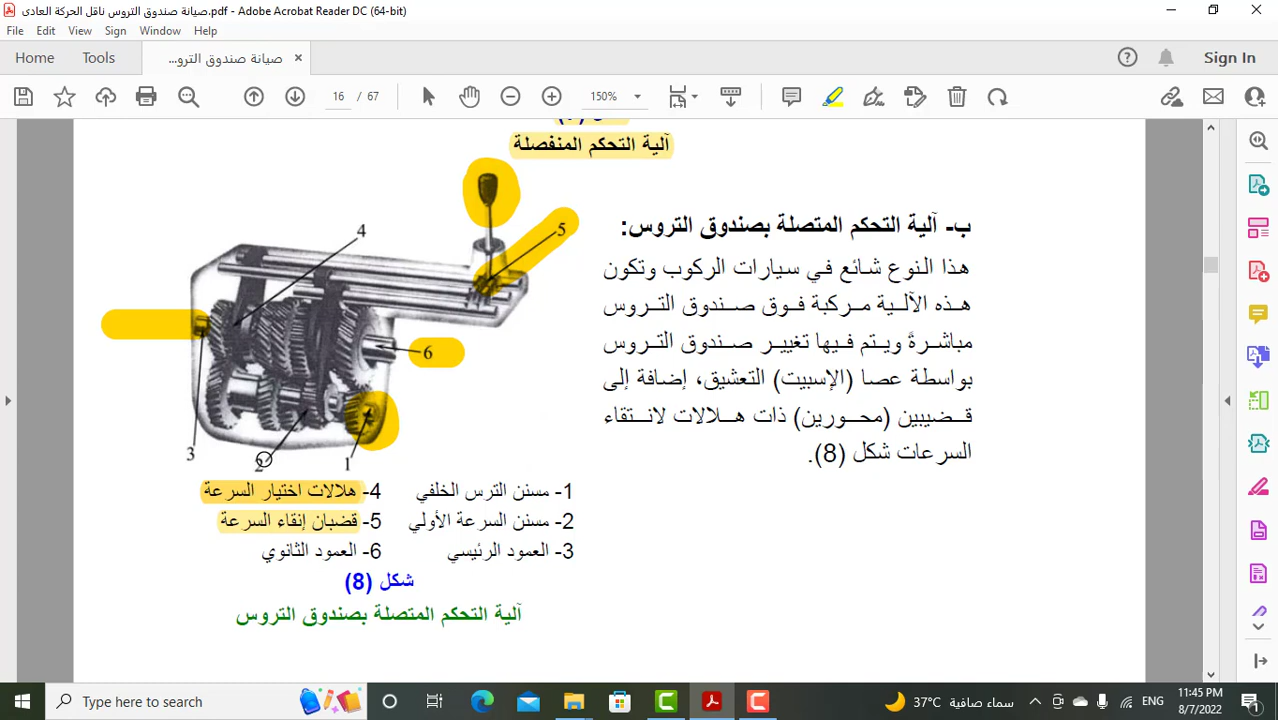 صيانة صندوق التروس ناقل الحركة العادى.pdf - Adobe Acrobat Reader DC (64-bit)
File Edit View Sign Window Help
Home Tools صيانة صندوق الترو... × Sign In
16 / 67 150%
آلية التحكم المنفصلة
ب- آلية التحكم المتصلة بصندوق التروس:
هذا النوع شائع في سيارات الركوب وتكون
هذه الآلية مركبة فوق صندوق التروس
مباشرةً ويتم فيها تغيير صندوق التروس
بواسطة عصا (الإسبيت) التعشيق، إضافة إلى
قضيبين (محورين) ذات هلالات لانتقاء
السرعات شكل (8).
4
5
6
3
2
1
1- مسنن الترس الخلفي 4- هلالات اختيار السرعة
2- مسنن السرعة الأولي 5- قضبان إنقاء السرعة
3- العمود الرئيسي 6- العمود الثانوي
شكل (8)
آلية التحكم المتصلة بصندوق التروس
Type here to search
37°C سماء صافية ENG 11:45 PM
8/7/2022
1